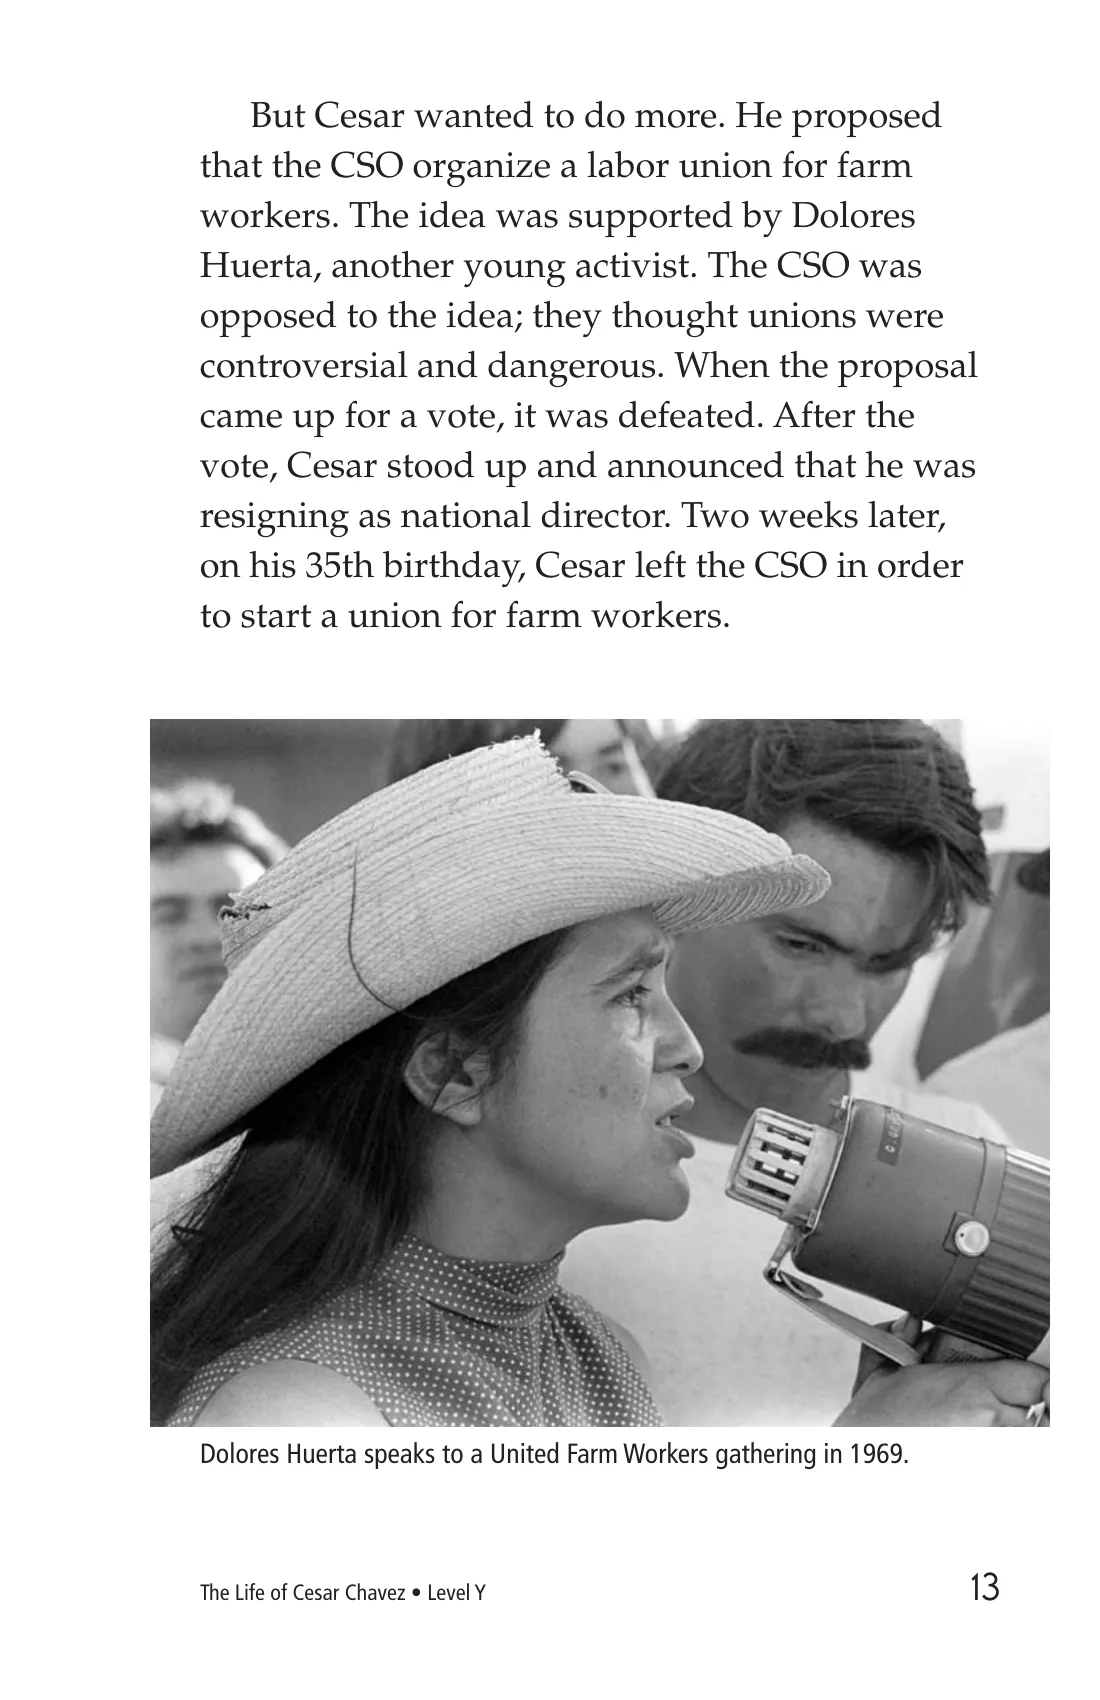 But Cesar wanted to do more. He proposed
that the CSO organize a labor union for farm
workers. The idea was supported by Dolores
Huerta, another young activist. The CSO was
opposed to the idea; they thought unions were
controversial and dangerous. When the proposal
came up for a vote, it was defeated. After the
vote, Cesar stood up and announced that he was
resigning as national director. Two weeks later,
on his 35th birthday, Cesar left the CSO in order
to start a union for farm workers.
Dolores Huerta speaks to a United Farm Workers gathering in 1969.
The Life of Cesar Chavez • Level Y
13